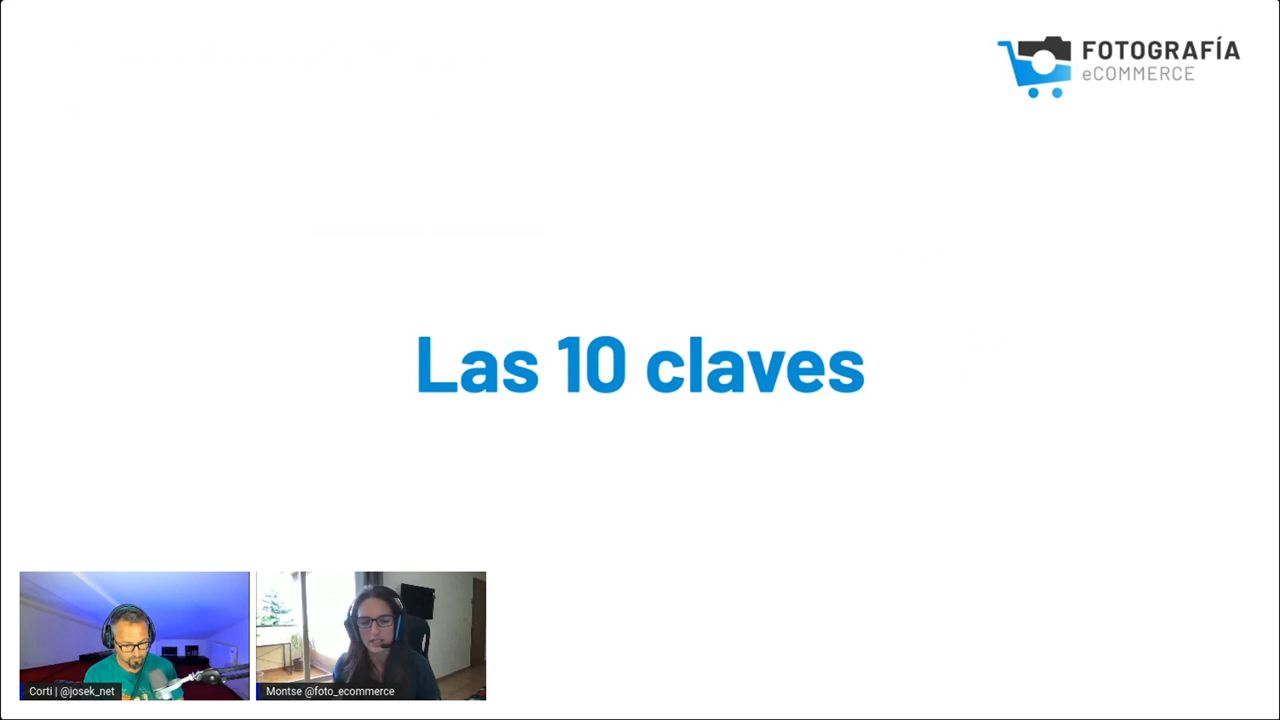 FOTOGRAFÍA
eCOMMERCE
Las 10 claves
Corti | @josek_net
Montse @foto_ecommerce